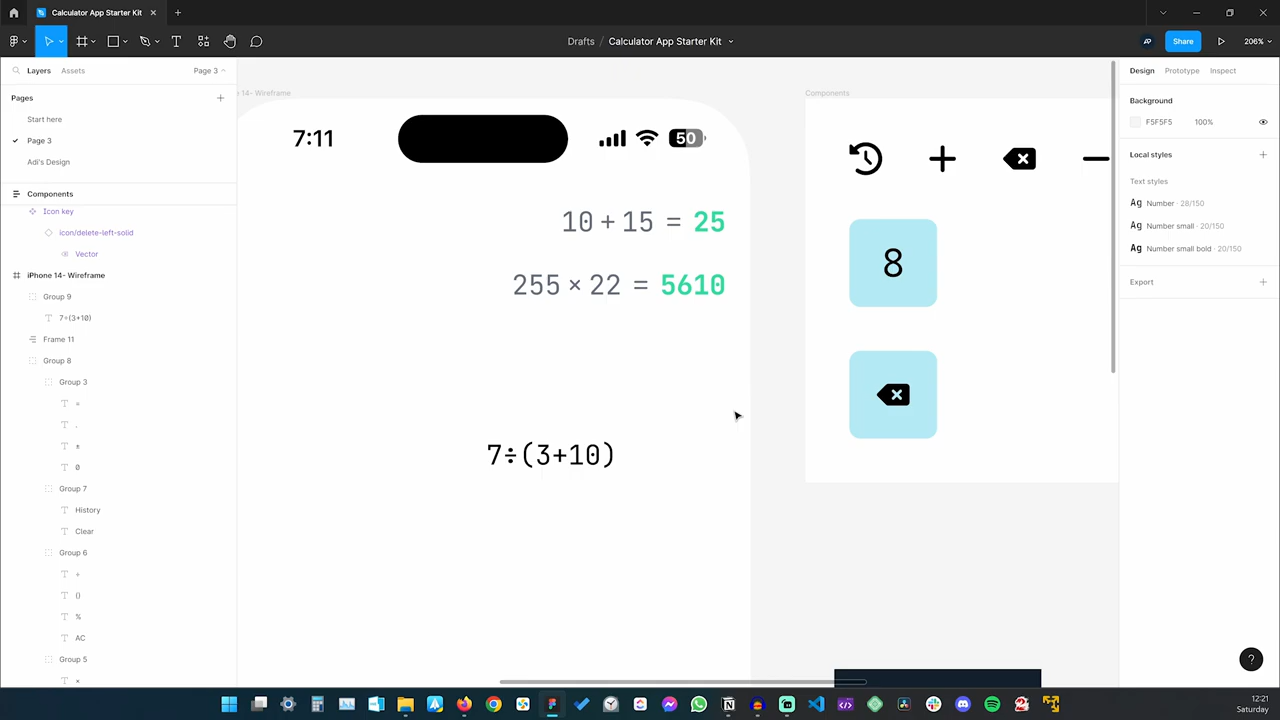 Calculator App Starter Kit
Drafts / Calculator App Starter Kit
Share
206%
Layers
Assets
Page 3
Pages
Start here
Page 3
Adi's Design
Components
Icon key
icon/delete-left-solid
Vector
iPhone 14- Wireframe
Group 9
7÷(3+10)
Frame 11
Group 8
Group 3
=
.
±
0
Group 7
History
Clear
Group 6
÷
()
%
AC
Group 5
×
14- Wireframe
7:11
50
10 + 15 = 25
255 × 22 = 5610
7÷(3+10)
Components
8
Design
Prototype
Inspect
Background
F5F5F5
100%
Local styles
Text styles
Ag Number · 28/150
Ag Number small · 20/150
Ag Number small bold · 20/150
Export
?
Saturday